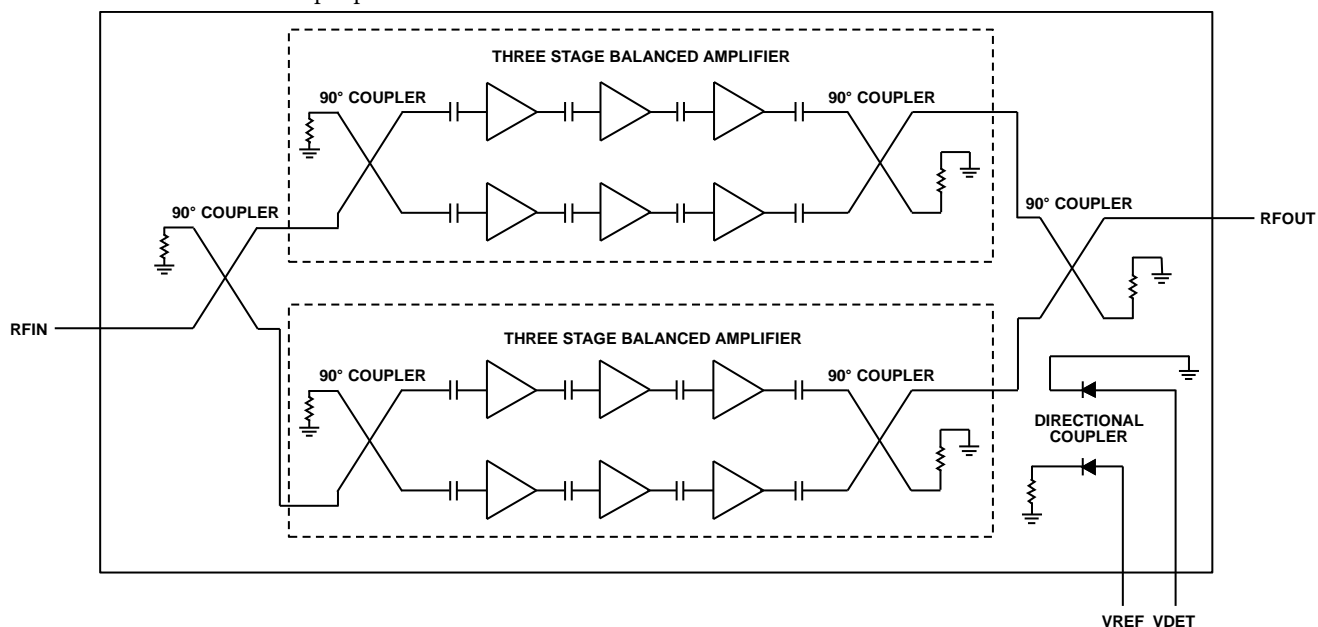 THREE STAGE BALANCED AMPLIFIER
90° COUPLER
90° COUPLER
90° COUPLER
90° COUPLER
RFOUT
RFIN
THREE STAGE BALANCED AMPLIFIER
90° COUPLER
90° COUPLER
DIRECTIONAL
COUPLER
VREF VDET